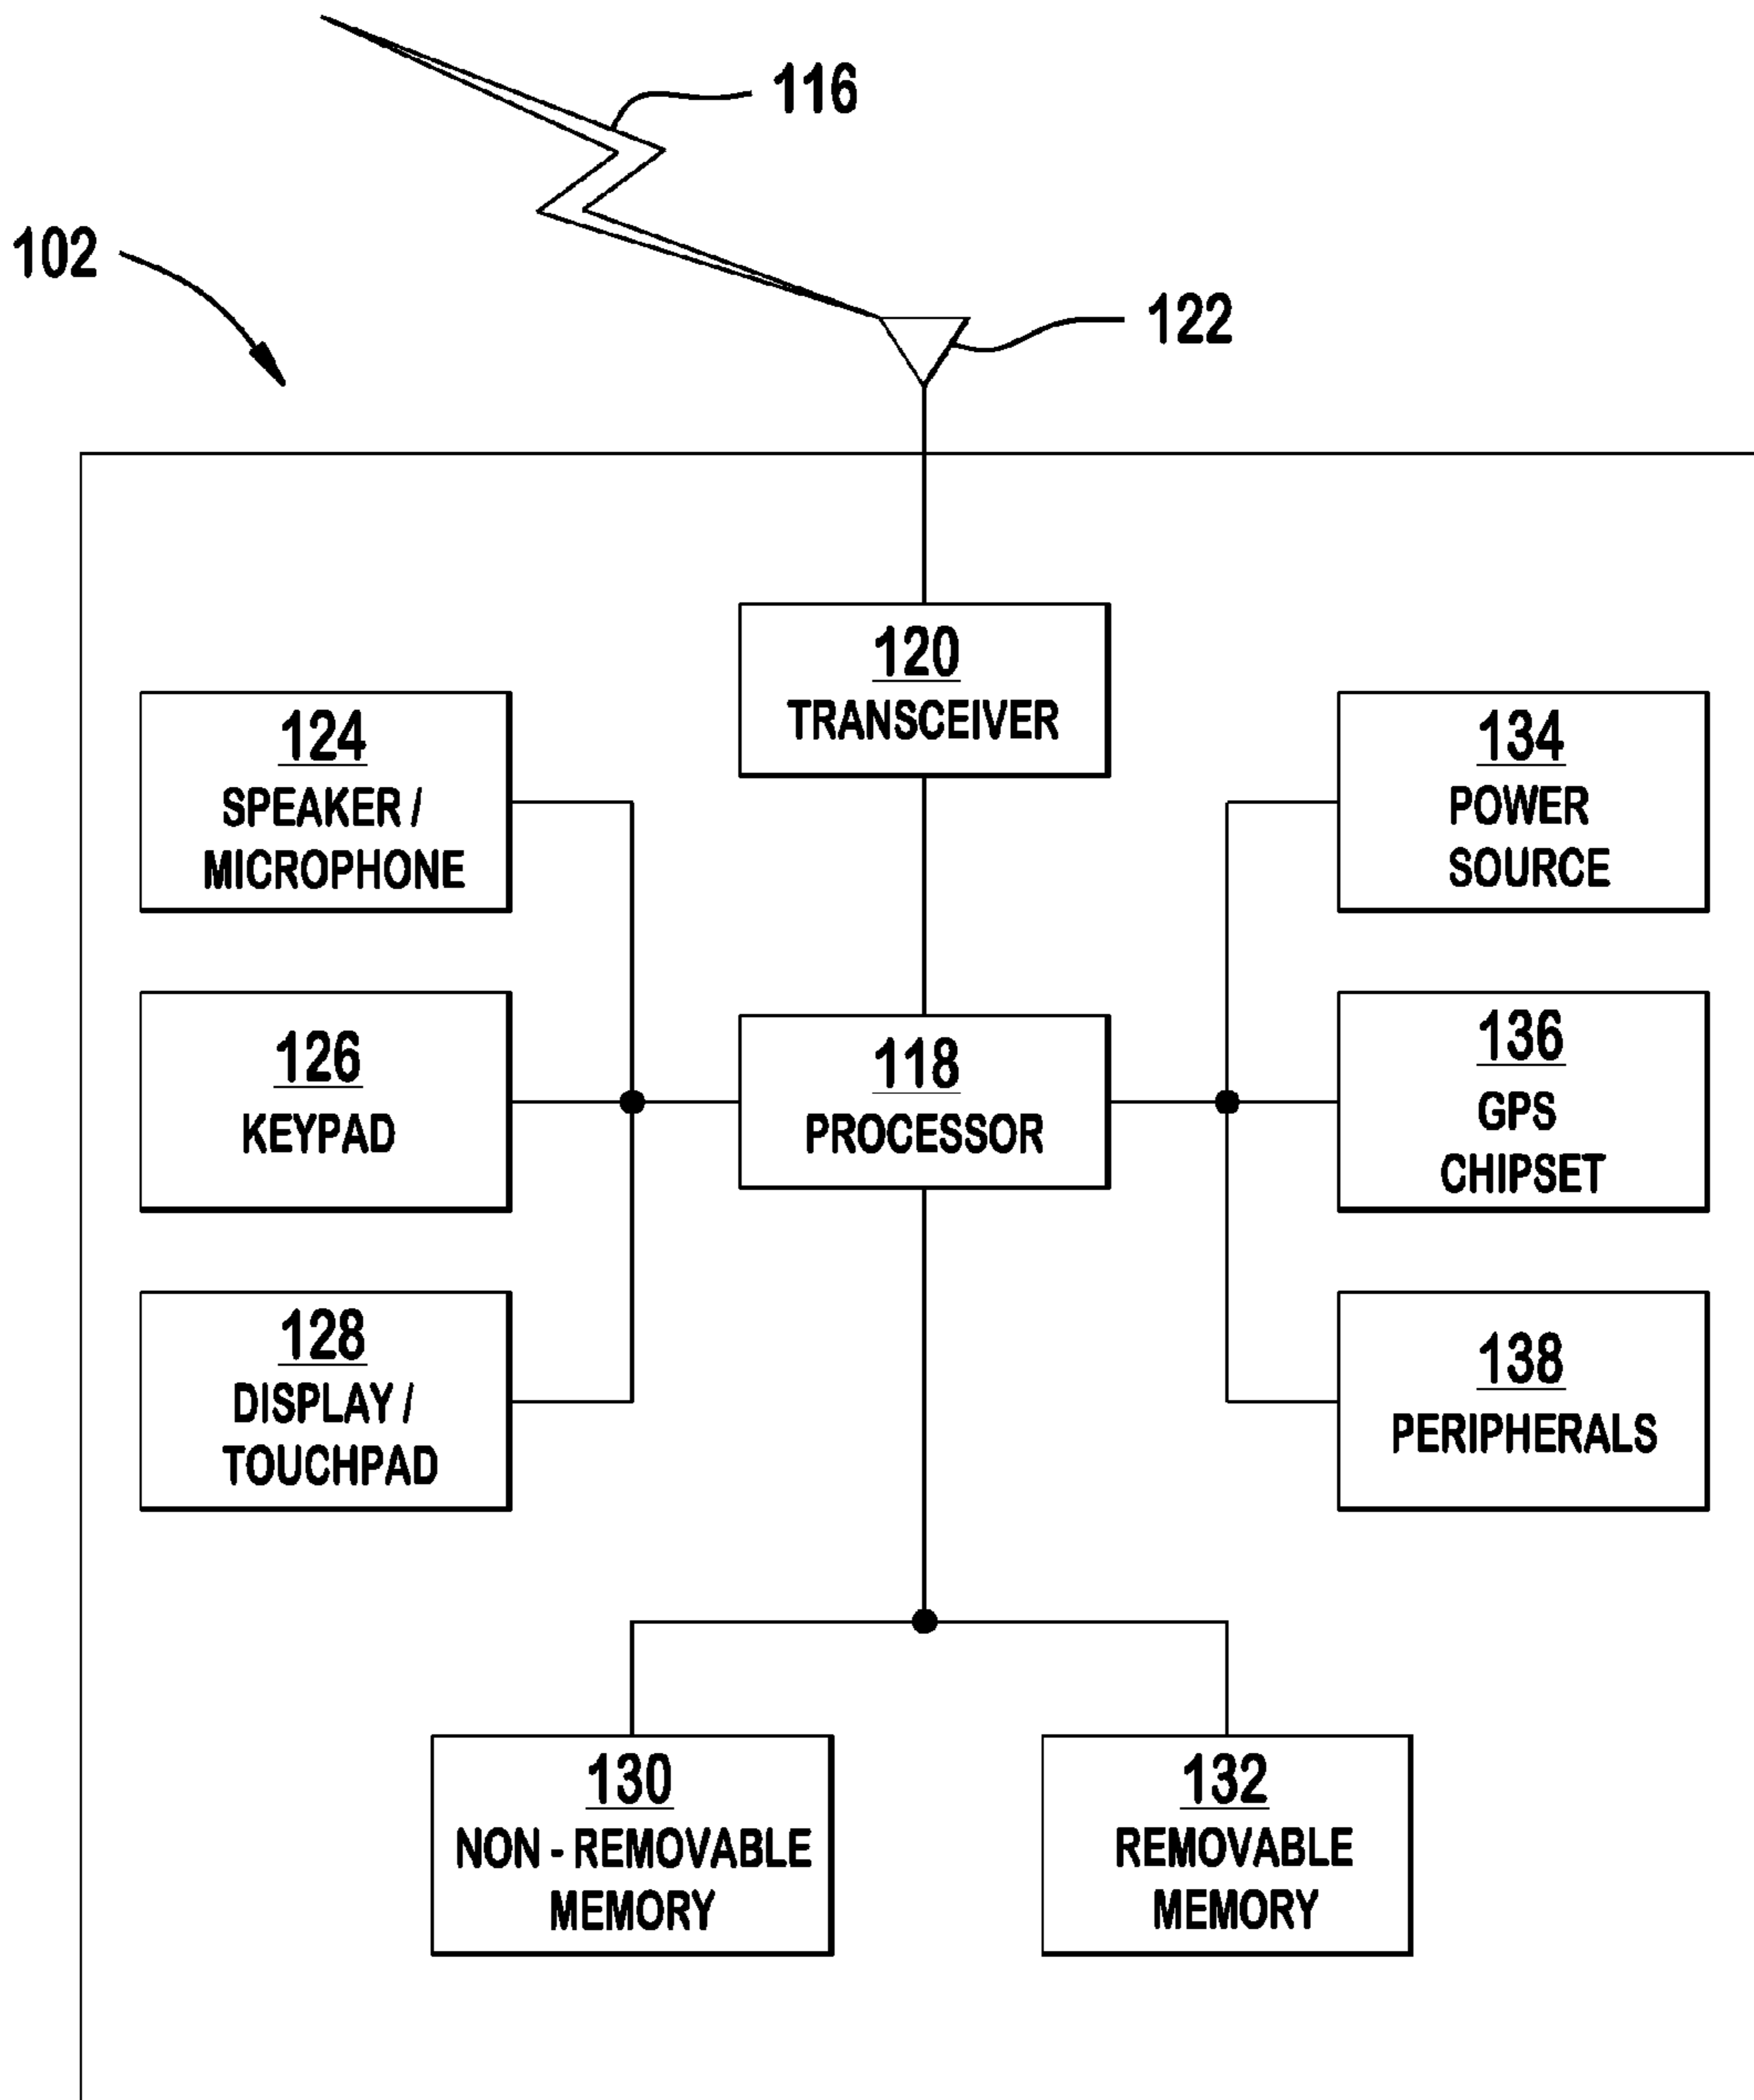 116
102
122
120
TRANSCEIVER
124
SPEAKER /
MICROPHONE
134
POWER
SOURCE
126
KEYPAD
118
PROCESSOR
136
GPS
CHIPSET
128
DISPLAY /
TOUCHPAD
138
PERIPHERALS
130
NON - REMOVABLE
MEMORY
132
REMOVABLE
MEMORY